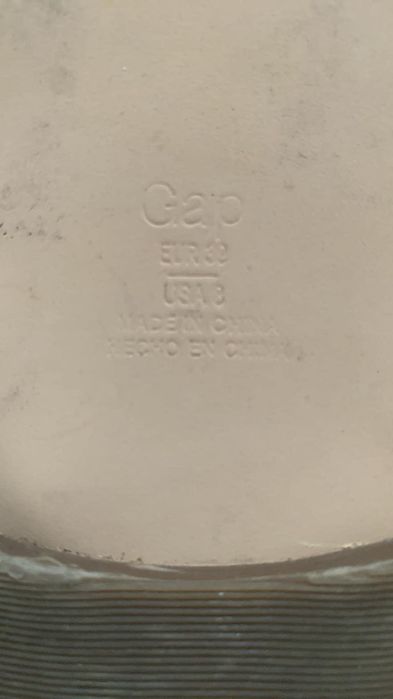 Gap
EUR 39
USA 8
MADE IN CHINA
HECHO EN CHINA